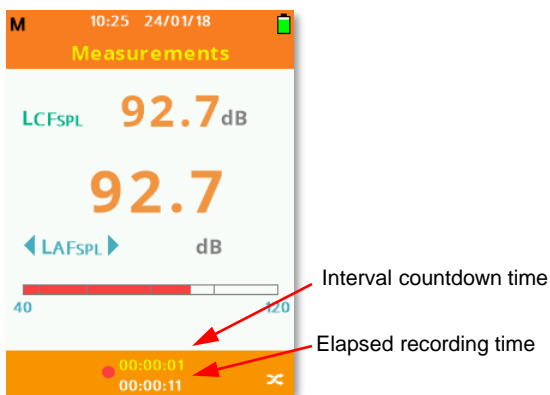 M 10:25 24/01/18
Measurements
LCFSPL 92.7 dB
92.7
LAFSPL dB
40 120
Interval countdown time
Elapsed recording time
00:00:01
00:00:11